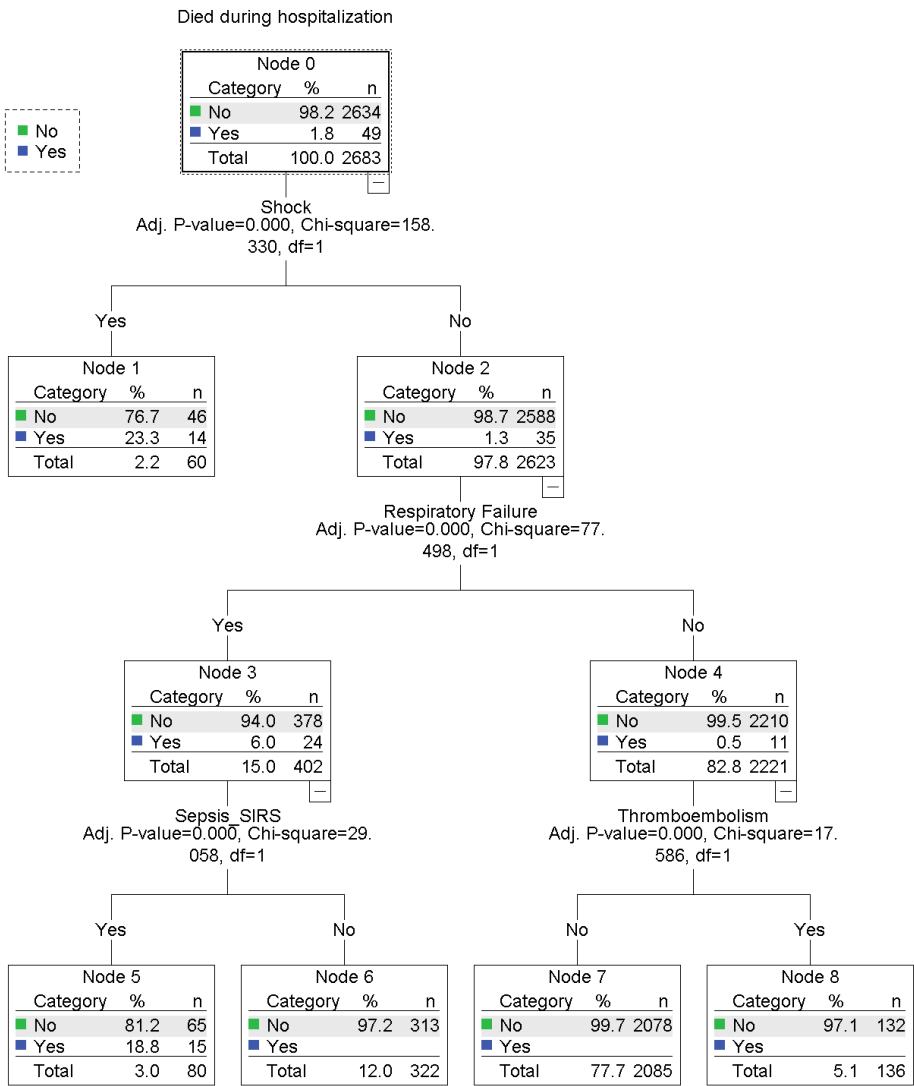 Died during hospitalization
No
Yes
Node 0
Category % n
No 98.2 2634
Yes 1.8 49
Total 100.0 2683
Shock
Adj. P-value=0.000, Chi-square=158.
330, df=1
Yes
No
Node 1
Category % n
No 76.7 46
Yes 23.3 14
Total 2.2 60
Node 2
Category % n
No 98.7 2588
Yes 1.3 35
Total 97.8 2623
Respiratory Failure
Adj. P-value=0.000, Chi-square=77.
498, df=1
Yes
No
Node 3
Category % n
No 94.0 378
Yes 6.0 24
Total 15.0 402
Node 4
Category % n
No 99.5 2210
Yes 0.5 11
Total 82.8 2221
Sepsis_SIRS
Adj. P-value=0.000, Chi-square=29.
058, df=1
Thromboembolism
Adj. P-value=0.000, Chi-square=17.
586, df=1
Yes
No
No
Yes
Node 5
Category % n
No 81.2 65
Yes 18.8 15
Total 3.0 80
Node 6
Category % n
No 97.2 313
Yes
Total 12.0 322
Node 7
Category % n
No 99.7 2078
Yes
Total 77.7 2085
Node 8
Category % n
No 97.1 132
Yes
Total 5.1 136